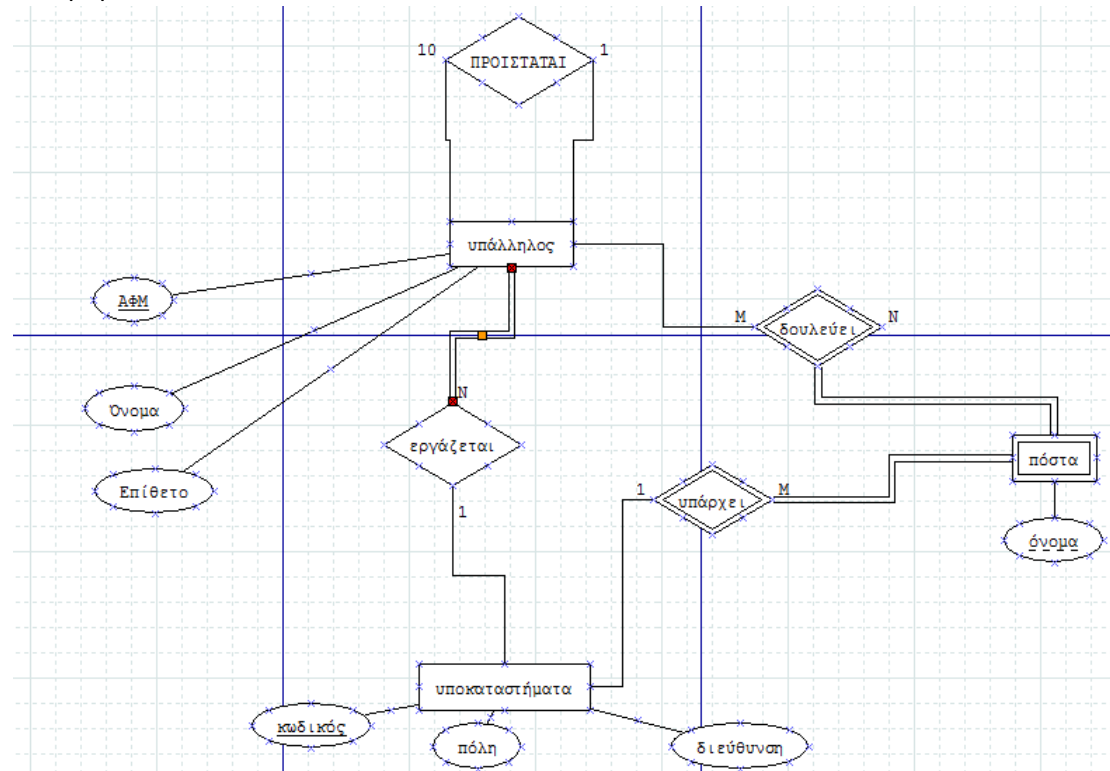 10
1
ΠΡΟΙΣΤΑΤΑΙ
υπάλληλος
ΑΦΜ
M
N
δουλεύει
Όνομα
N
εργάζεται
πόστα
Επίθετο
1
υπάρχει
M
1
όνομα
υποκαταστήματα
κωδικός
πόλη
διεύθυνση